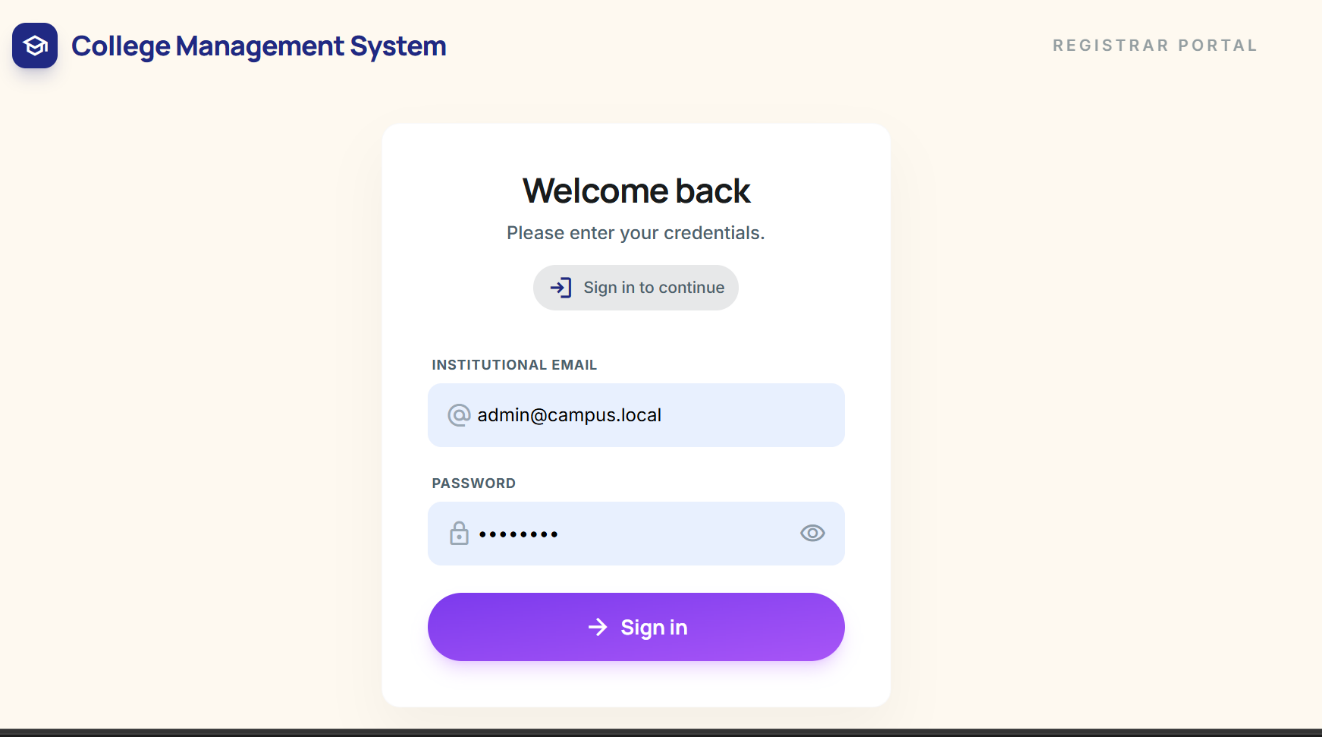 College Management System
REGISTRAR PORTAL
Welcome back
Please enter your credentials.
Sign in to continue
INSTITUTIONAL EMAIL
admin@campus.local
PASSWORD
••••••••
Sign in